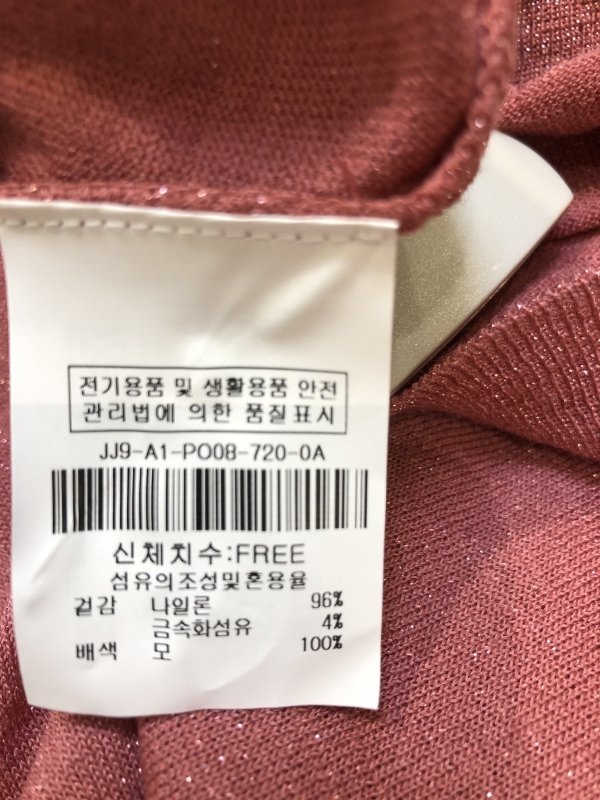 전기용품 및 생활용품 안전
관리법에 의한 품질표시
JJ9-A1-PO08-720-0A
신체치수:FREE
섬유의조성및혼용율
겉감 나일론 96%
금속화섬유 4%
배색 모 100%